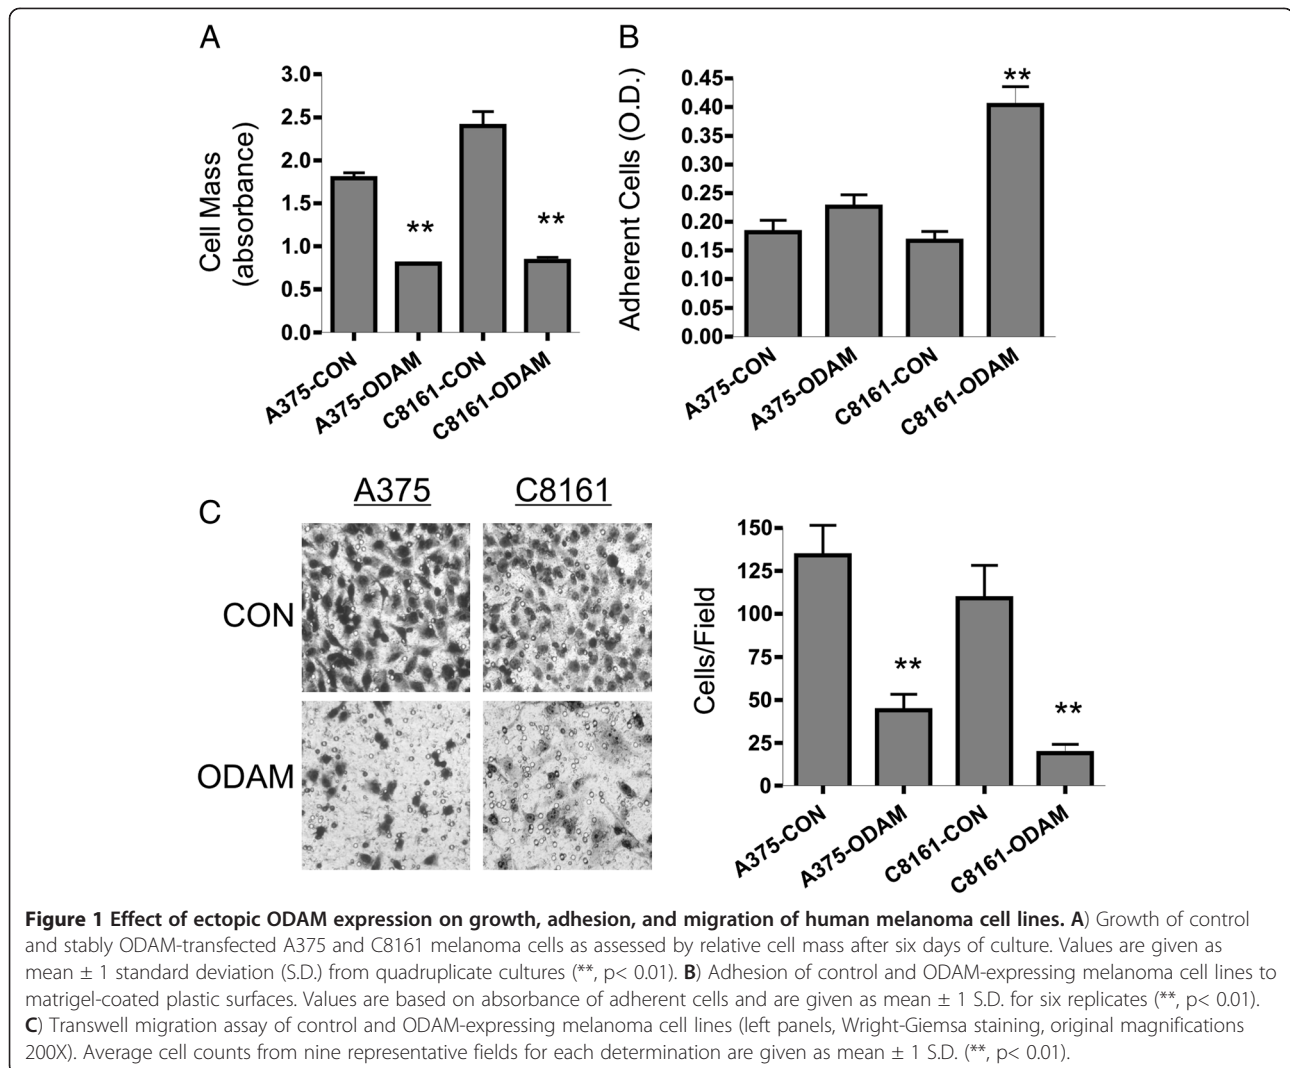 A
Cell Mass
(absorbance)
3.0
2.5
2.0
1.5
1.0
0.5
0.0
**
**
A375-CON
A375-ODAM
C8161-CON
C8161-ODAM
B
Adherent Cells (O.D.)
0.45
0.40
0.35
0.30
0.25
0.20
0.15
0.10
0.05
0.00
**
A375-CON
A375-ODAM
C8161-CON
C8161-ODAM
C
A375
C8161
CON
ODAM
Cells/Field
150
125
100
75
50
25
0
**
**
A375-CON
A375-ODAM
C8161-CON
C8161-ODAM
Figure 1 Effect of ectopic ODAM expression on growth, adhesion, and migration of human melanoma cell lines. A) Growth of control
and stably ODAM-transfected A375 and C8161 melanoma cells as assessed by relative cell mass after six days of culture. Values are given as
mean ± 1 standard deviation (S.D.) from quadruplicate cultures (**, p< 0.01). B) Adhesion of control and ODAM-expressing melanoma cell lines to
matrigel-coated plastic surfaces. Values are based on absorbance of adherent cells and are given as mean ± 1 S.D. for six replicates (**, p< 0.01).
C) Transwell migration assay of control and ODAM-expressing melanoma cell lines (left panels, Wright-Giemsa staining, original magnifications
200X). Average cell counts from nine representative fields for each determination are given as mean ± 1 S.D. (**, p< 0.01).